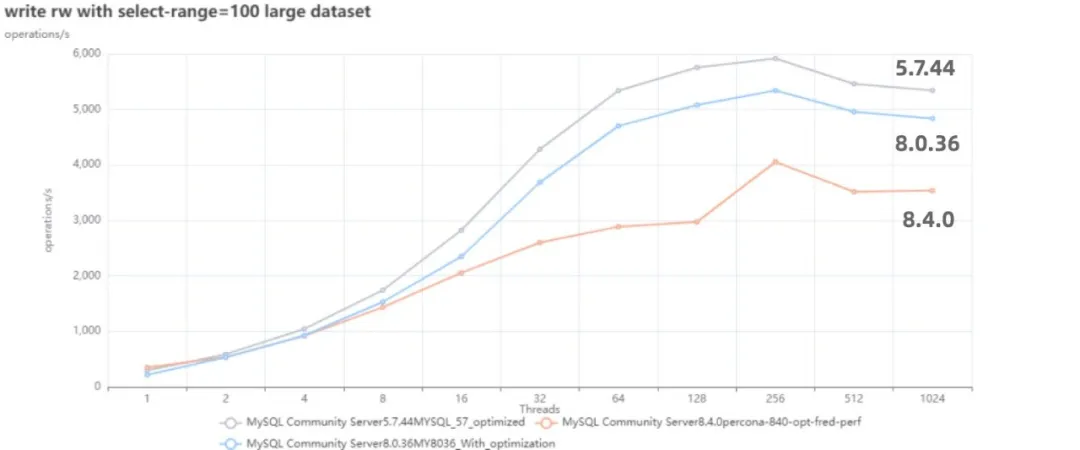 write rw with select-range=100 large dataset
operations/s
6,000
5,000
4,000
3,000
2,000
1,000
0
operations/s
5.7.44
8.0.36
8.4.0
1 2 4 8 16 32 64 128 256 512 1024
Threads
MySQL Community Server5.7.44MYSQL_57_optimized MySQL Community Server8.4.0percona-840-opt-fred-perf
MySQL Community Server8.0.36MY8036_With_optimization